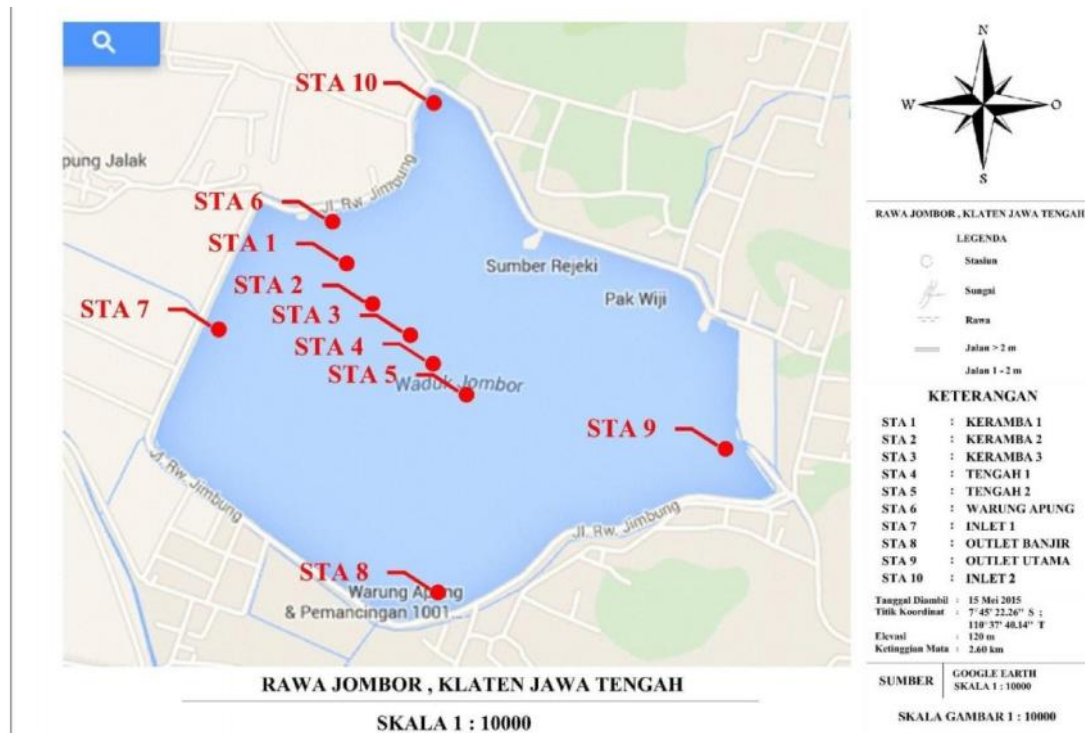 STA 10
pung Jalak
Jl. Rw. Jimbung
STA 6
STA 1
Sumber Rejeki
STA 2
Pak Wiji
STA 7
STA 3
STA 4
STA 5
Waduk Jombor
STA 9
Jl. Rw. Jimbung
Jl. Rw. Jimbung
STA 8
Warung Apung
& Pemancingan 1001...
RAWA JOMBOR , KLATEN JAWA TENGAH
SKALA 1 : 10000
N
W
O
S
RAWA JOMBOR , KLATEN JAWA TENGAH
LEGENDA
Stasiun
Sungai
Rawa
Jalan > 2 m
Jalan 1 - 2 m
KETERANGAN
STA 1 : KERAMBA 1
STA 2 : KERAMBA 2
STA 3 : KERAMBA 3
STA 4 : TENGAH 1
STA 5 : TENGAH 2
STA 6 : WARUNG APUNG
STA 7 : INLET 1
STA 8 : OUTLET BANJIR
STA 9 : OUTLET UTAMA
STA 10 : INLET 2
Tanggal Diambil : 15 Mei 2015
Titik Koordinat : 7°45' 22.26" S ;
110°37' 40.14" T
Elevasi : 120 m
Ketinggian Mata : 2.60 km
SUMBER GOOGLE EARTH
SKALA 1 : 10000
SKALA GAMBAR 1 : 10000